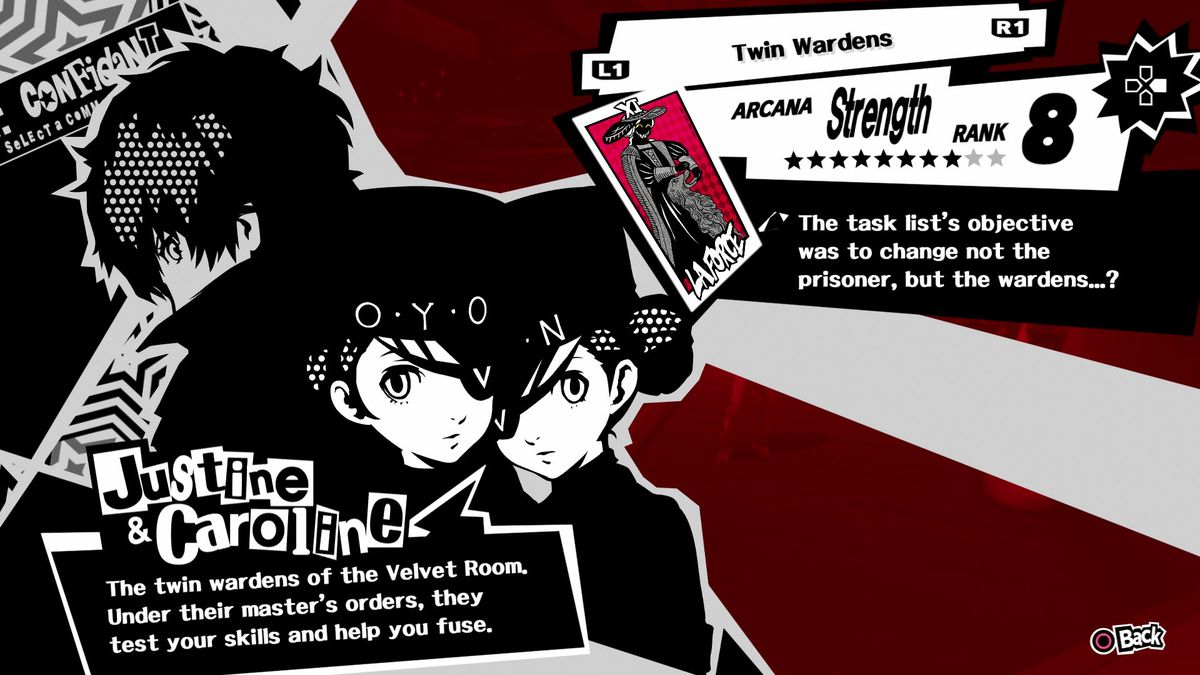 CONFiDaNT
SeLeCT a COMM
L1
Twin Wardens
R1
XI
LA FORCE
ARCANA Strength RANK 8
The task list's objective
was to change not the
prisoner, but the wardens...?
O·Y·O
·N
V
V
Justine
& Caroline
The twin wardens of the Velvet Room.
Under their master's orders, they
test your skills and help you fuse.
Back